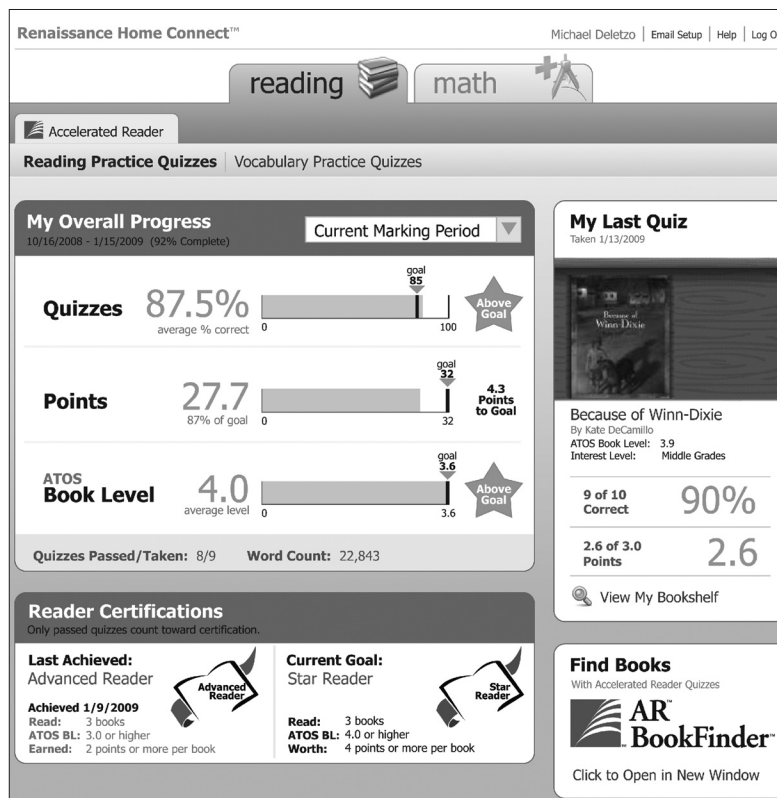 Renaissance Home Connect™
Michael Deletzo | Email Setup | Help | Log O
reading
math
Accelerated Reader
Reading Practice Quizzes | Vocabulary Practice Quizzes
My Overall Progress
10/16/2008 - 1/15/2009 (92% Complete)
Current Marking Period
goal
85
Quizzes
87.5%
average % correct
0
100
Above
Goal
goal
32
Points
27.7
87% of goal
0
32
4.3
Points
to Goal
goal
3.6
ATOS
Book Level
4.0
average level
0
3.6
Above
Goal
Quizzes Passed/Taken: 8/9 Word Count: 22,843
My Last Quiz
Taken 1/13/2009
Because of
Winn-Dixie
Because of Winn-Dixie
By Kate DeCamillo
ATOS Book Level: 3.9
Interest Level: Middle Grades
9 of 10
Correct
90%
2.6 of 3.0
Points
2.6
View My Bookshelf
Reader Certifications
Only passed quizzes count toward certification.
Last Achieved:
Advanced Reader
Advanced
Reader
Achieved 1/9/2009
Read: 3 books
ATOS BL: 3.0 or higher
Earned: 2 points or more per book
Current Goal:
Star Reader
Star
Reader
Read: 3 books
ATOS BL: 4.0 or higher
Worth: 4 points or more per book
Find Books
With Accelerated Reader Quizzes
AR™
BookFinder™
Click to Open in New Window